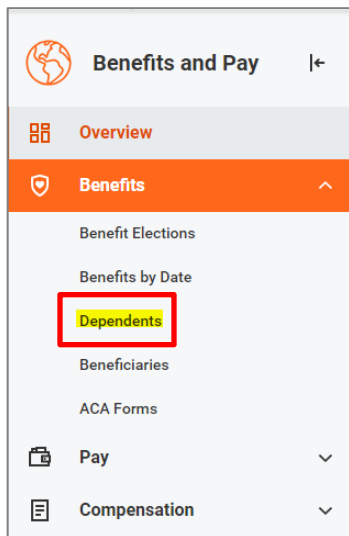 Benefits and Pay
Overview
Benefits
Benefit Elections
Benefits by Date
Dependents
Beneficiaries
ACA Forms
Pay
Compensation